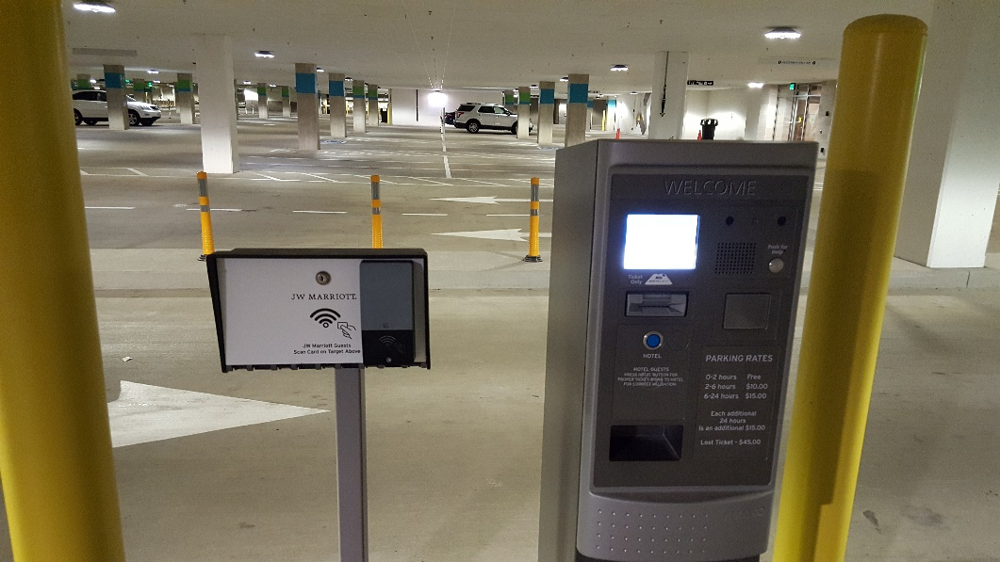 JW MARRIOTT
JW Marriott Guests
Scan Card on Target Above
WELCOME
Push for
Help
Ticket
Only
HOTEL
HOTEL GUESTS
PRESS HOTEL BUTTON FOR
PROPER TICKET. BRING TO HOTEL
FOR CORRECT VALIDATION.
PARKING RATES
0-2 hours Free
2-6 hours $10.00
6-24 hours $15.00
Each additional
24 hours
is an additional $15.00
Lost Ticket - $45.00